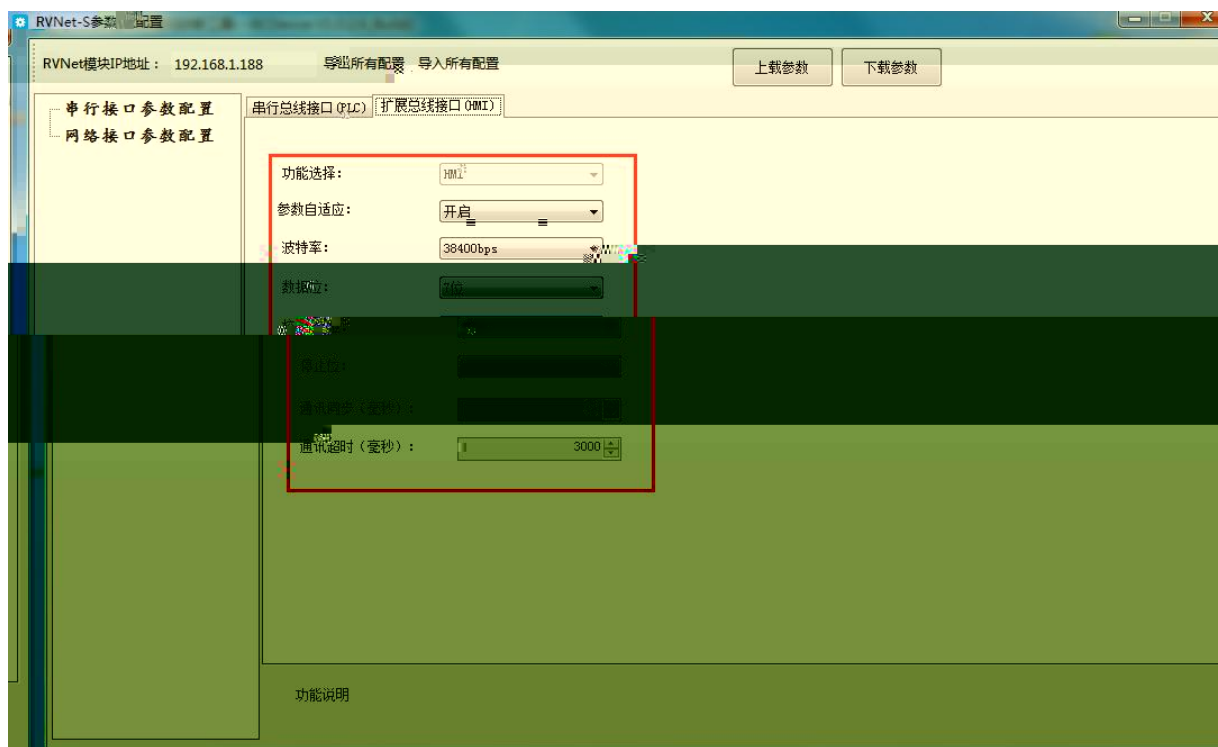 RVNet-S参数配置
RVNet模块IP地址： 192.168.1.188 导出所有配置 导入所有配置 上载参数 下载参数
串行接口参数配置
网络接口参数配置
串行总线接口(PLC) 扩展总线接口(HMI)
功能选择： HMI
参数自适应： 开启
波特率： 38400bps
数据位： 7位
停止位：
通讯超时（毫秒）： 3000
功能说明